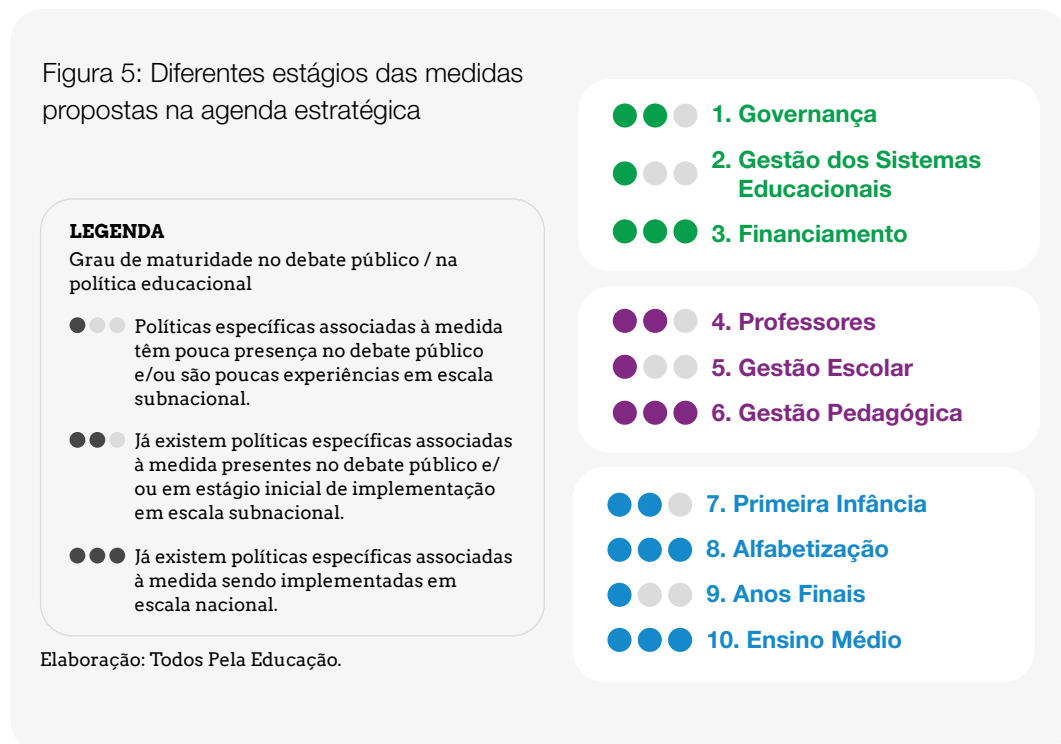 Figura 5: Diferentes estágios das medidas
propostas na agenda estratégica
LEGENDA
Grau de maturidade no debate público / na
política educacional
Políticas específicas associadas à medida
têm pouca presença no debate público
e/ou são poucas experiências em escala
subnacional.
Já existem políticas específicas associadas
à medida presentes no debate público e/
ou em estágio inicial de implementação
em escala subnacional.
Já existem políticas específicas associadas
à medida sendo implementadas em
escala nacional.
Elaboração: Todos Pela Educação.
1. Governança
2. Gestão dos Sistemas
Educacionais
3. Financiamento
4. Professores
5. Gestão Escolar
6. Gestão Pedagógica
7. Primeira Infância
8. Alfabetização
9. Anos Finais
10. Ensino Médio